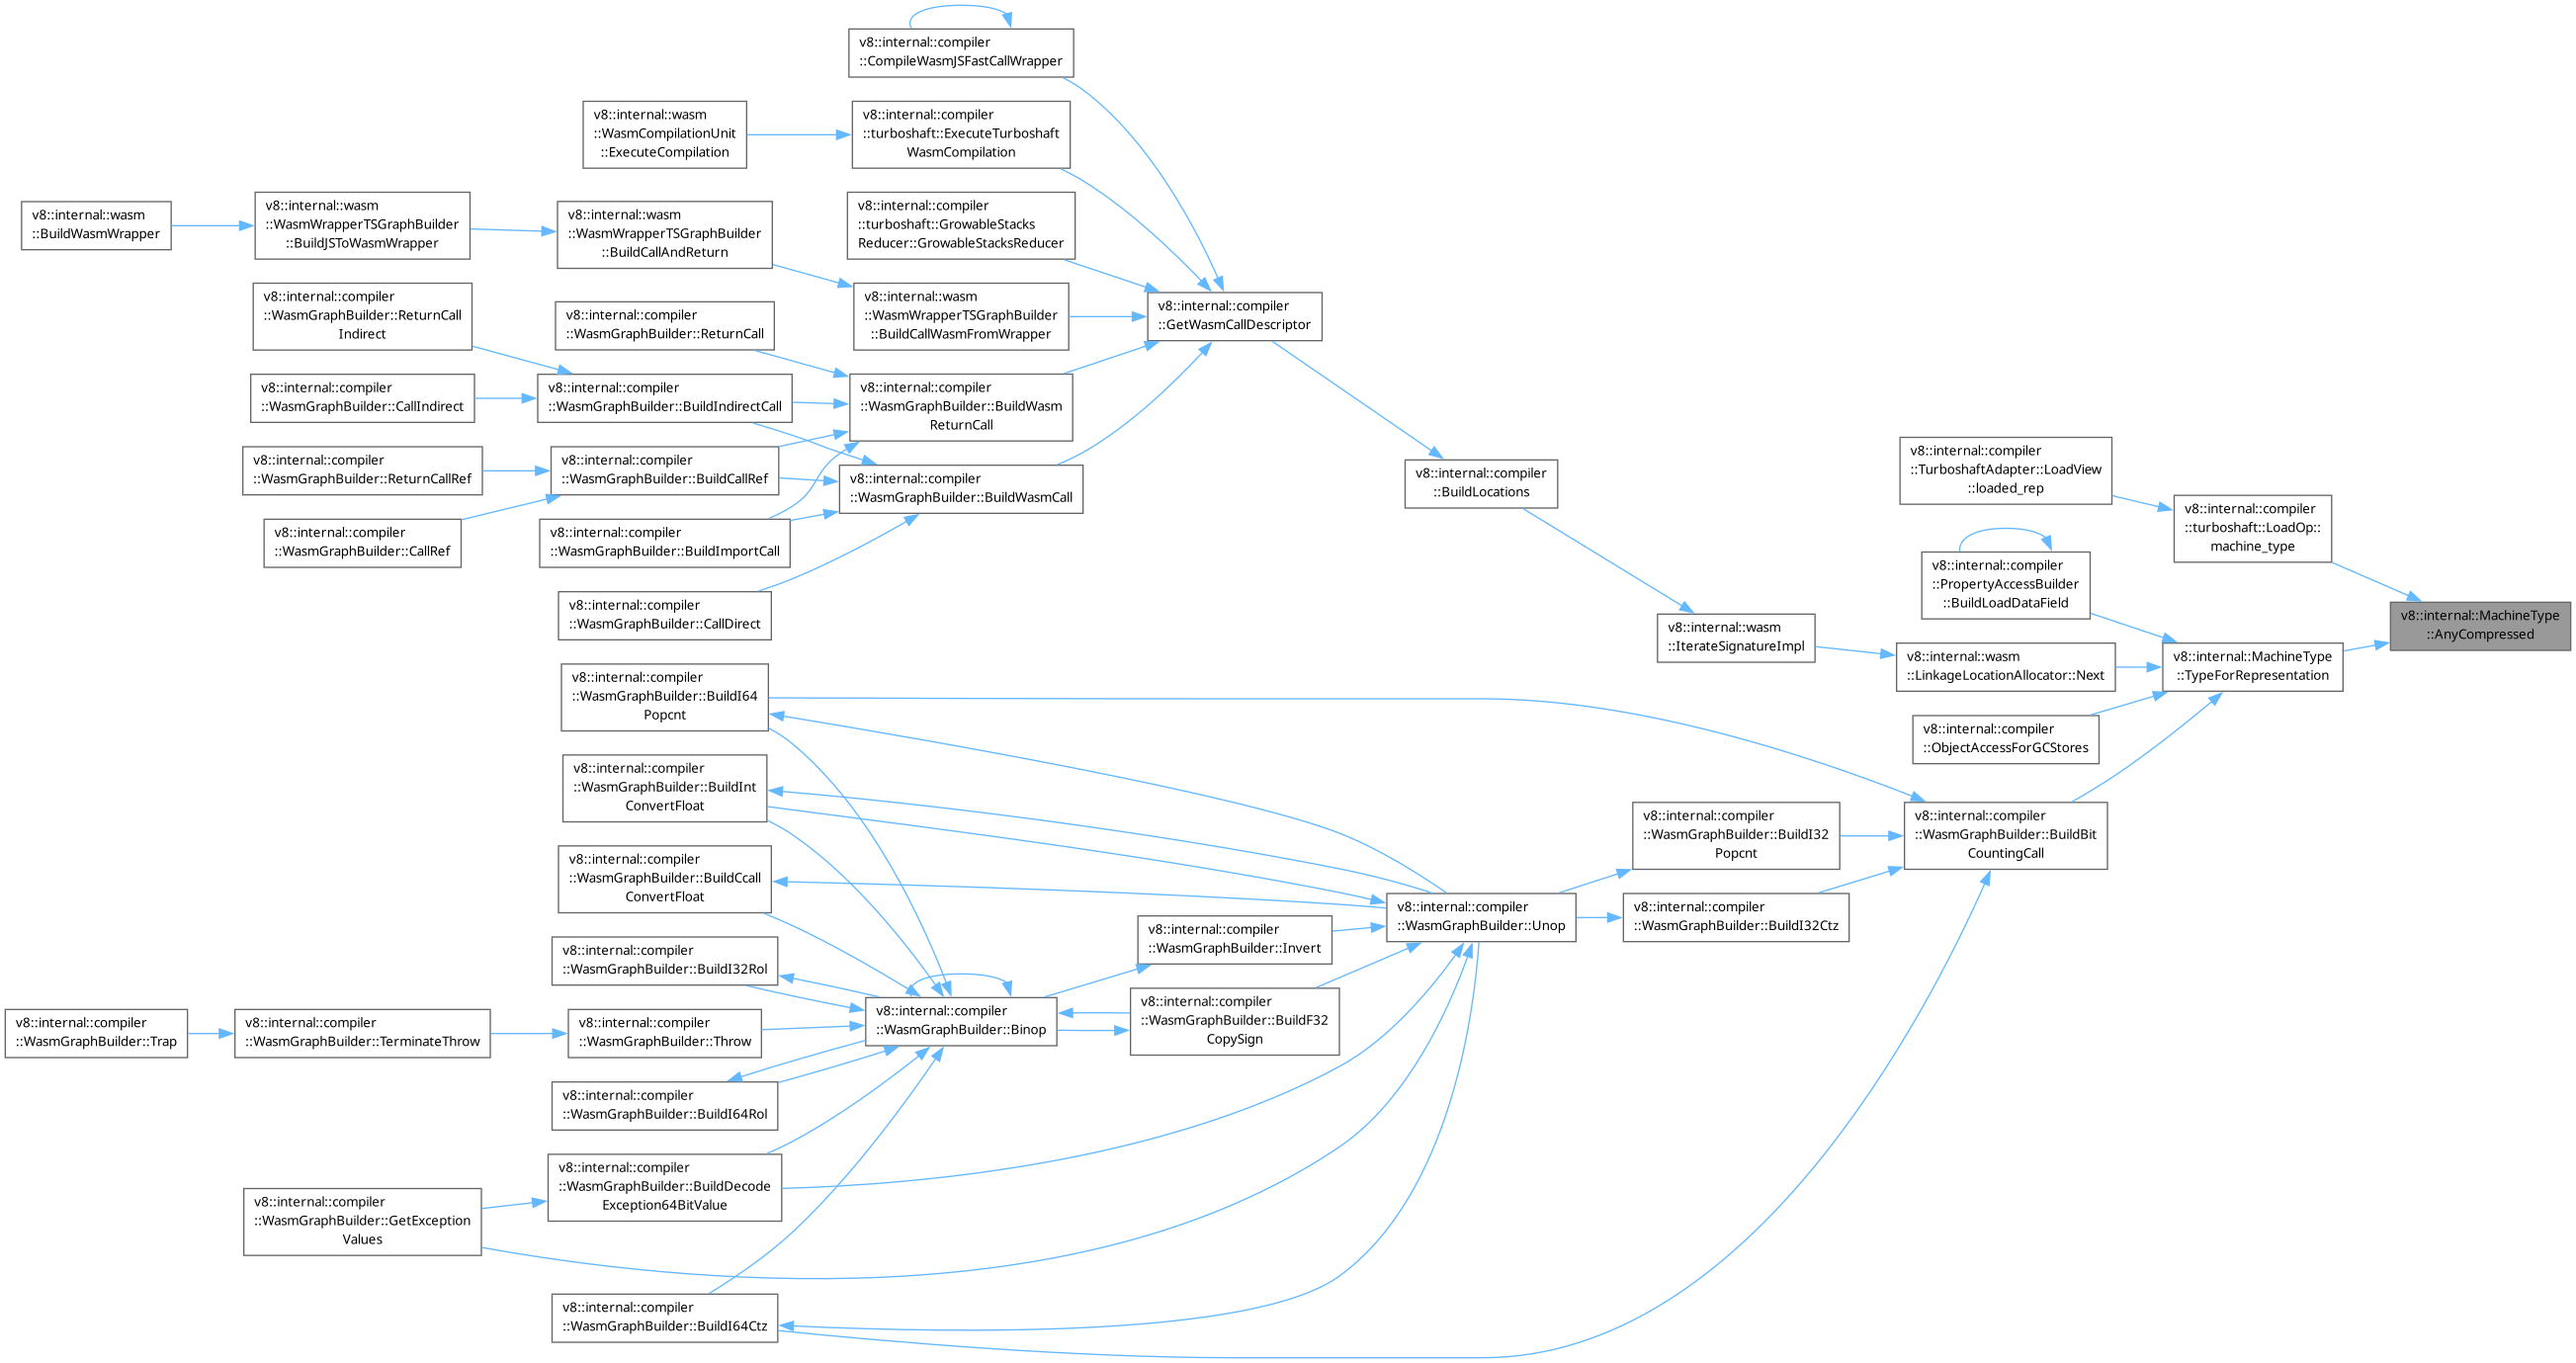 v8::internal::compiler
::CompileWasmJSFastCallWrapper
v8::internal::wasm
::WasmCompilationUnit
::ExecuteCompilation
v8::internal::compiler
::turboshaft::ExecuteTurboshaft
WasmCompilation
v8::internal::wasm
::BuildWasmWrapper
v8::internal::wasm
::WasmWrapperTSGraphBuilder
::BuildJSToWasmWrapper
v8::internal::wasm
::WasmWrapperTSGraphBuilder
::BuildCallAndReturn
v8::internal::compiler
::turboshaft::GrowableStacks
Reducer::GrowableStacksReducer
v8::internal::compiler
::WasmGraphBuilder::ReturnCall
Indirect
v8::internal::compiler
::WasmGraphBuilder::ReturnCall
v8::internal::wasm
::WasmWrapperTSGraphBuilder
::BuildCallWasmFromWrapper
v8::internal::compiler
::GetWasmCallDescriptor
v8::internal::compiler
::WasmGraphBuilder::CallIndirect
v8::internal::compiler
::WasmGraphBuilder::BuildIndirectCall
v8::internal::compiler
::WasmGraphBuilder::BuildWasm
ReturnCall
v8::internal::compiler
::WasmGraphBuilder::ReturnCallRef
v8::internal::compiler
::WasmGraphBuilder::BuildCallRef
v8::internal::compiler
::WasmGraphBuilder::BuildWasmCall
v8::internal::compiler
::BuildLocations
v8::internal::compiler
::TurboshaftAdapter::LoadView
::loaded_rep
v8::internal::compiler
::turboshaft::LoadOp::
machine_type
v8::internal::compiler
::WasmGraphBuilder::CallRef
v8::internal::compiler
::WasmGraphBuilder::BuildImportCall
v8::internal::compiler
::PropertyAccessBuilder
::BuildLoadDataField
v8::internal::compiler
::WasmGraphBuilder::CallDirect
v8::internal::MachineType
::AnyCompressed
v8::internal::wasm
::IterateSignatureImpl
v8::internal::wasm
::LinkageLocationAllocator::Next
v8::internal::MachineType
::TypeForRepresentation
v8::internal::compiler
::WasmGraphBuilder::BuildI64
Popcnt
v8::internal::compiler
::ObjectAccessForGCStores
v8::internal::compiler
::WasmGraphBuilder::BuildInt
ConvertFloat
v8::internal::compiler
::WasmGraphBuilder::BuildI32
Popcnt
v8::internal::compiler
::WasmGraphBuilder::BuildBit
CountingCall
v8::internal::compiler
::WasmGraphBuilder::BuildCcall
ConvertFloat
v8::internal::compiler
::WasmGraphBuilder::Unop
v8::internal::compiler
::WasmGraphBuilder::BuildI32Ctz
v8::internal::compiler
::WasmGraphBuilder::Invert
v8::internal::compiler
::WasmGraphBuilder::BuildI32Rol
v8::internal::compiler
::WasmGraphBuilder::Trap
v8::internal::compiler
::WasmGraphBuilder::TerminateThrow
v8::internal::compiler
::WasmGraphBuilder::Throw
v8::internal::compiler
::WasmGraphBuilder::Binop
v8::internal::compiler
::WasmGraphBuilder::BuildF32
CopySign
v8::internal::compiler
::WasmGraphBuilder::BuildI64Rol
v8::internal::compiler
::WasmGraphBuilder::BuildDecode
Exception64BitValue
v8::internal::compiler
::WasmGraphBuilder::GetException
Values
v8::internal::compiler
::WasmGraphBuilder::BuildI64Ctz